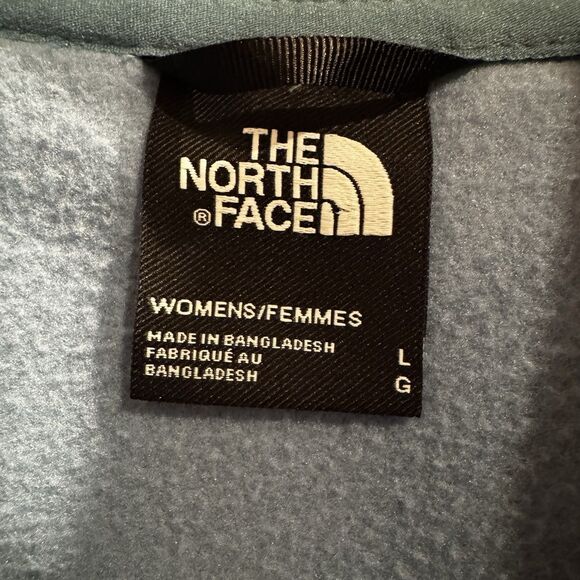 THE
NORTH
® FACE
WOMENS/FEMMES
MADE IN BANGLADESH
FABRIQUÉ AU
BANGLADESH
L
G